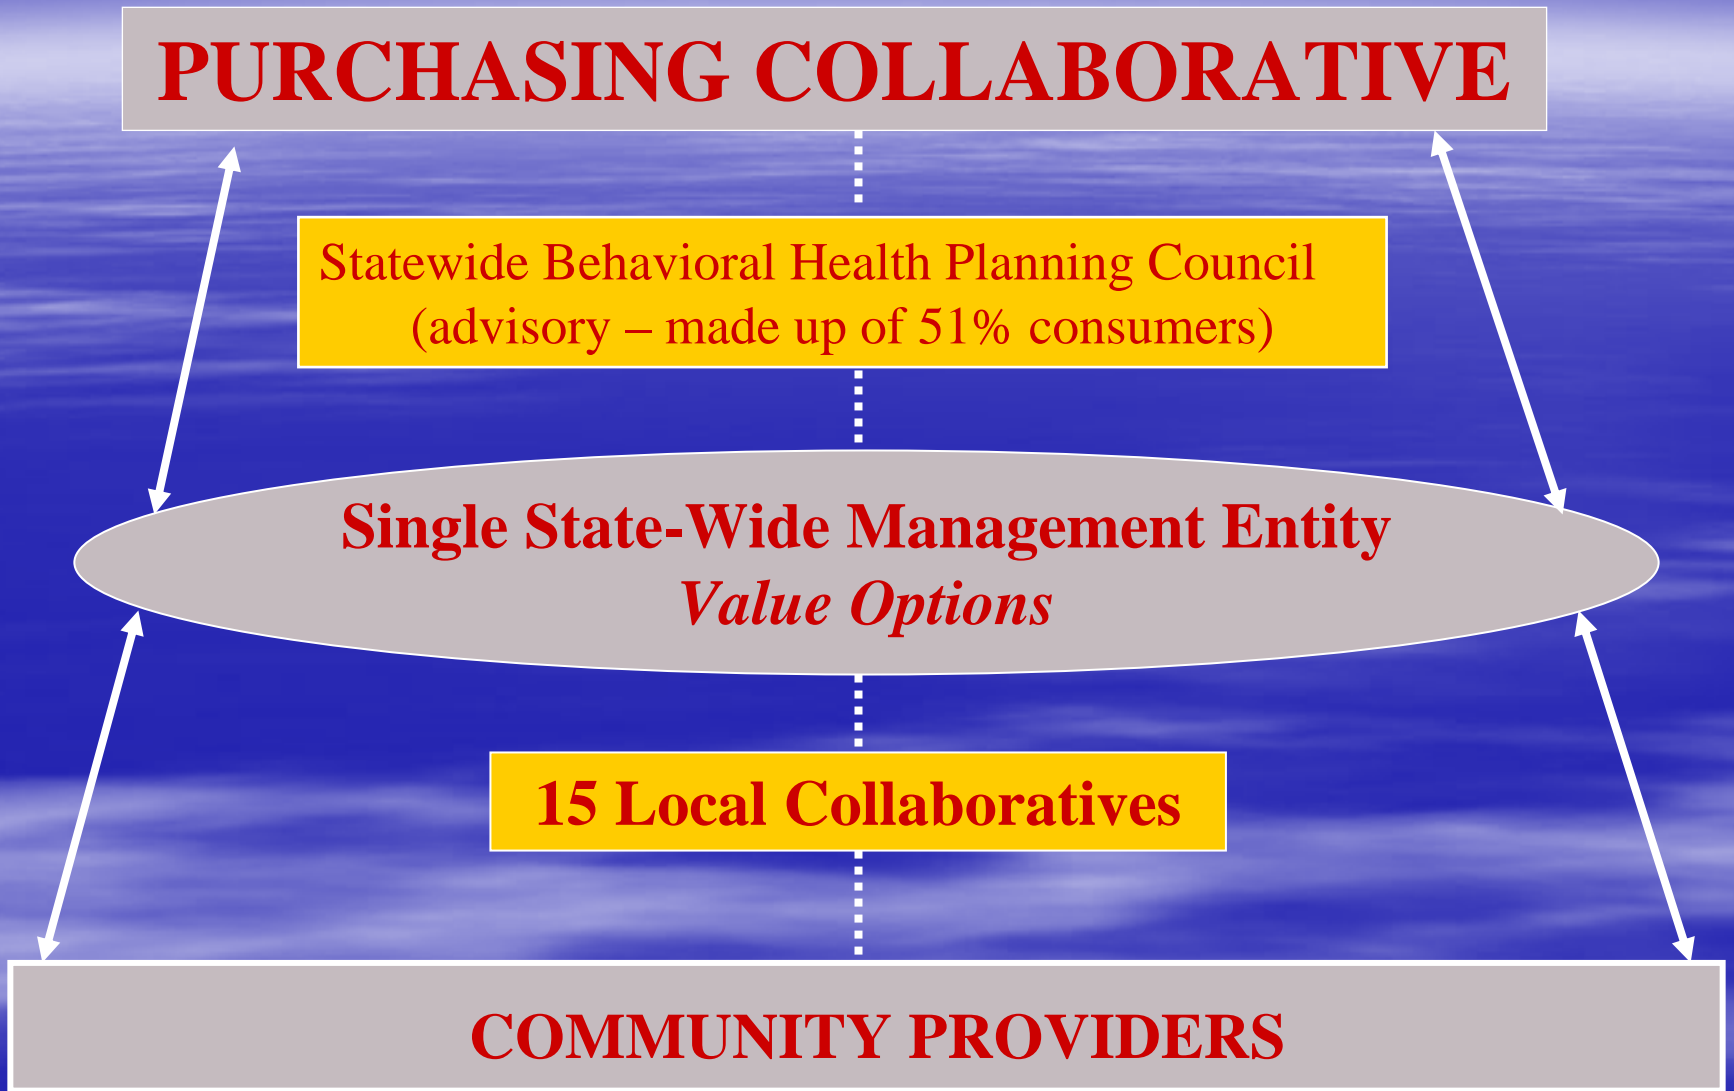 PURCHASING COLLABORATIVE
Statewide Behavioral Health Planning Council
(advisory – made up of 51% consumers)
Single State-Wide Management Entity
Value Options
15 Local Collaboratives
COMMUNITY PROVIDERS